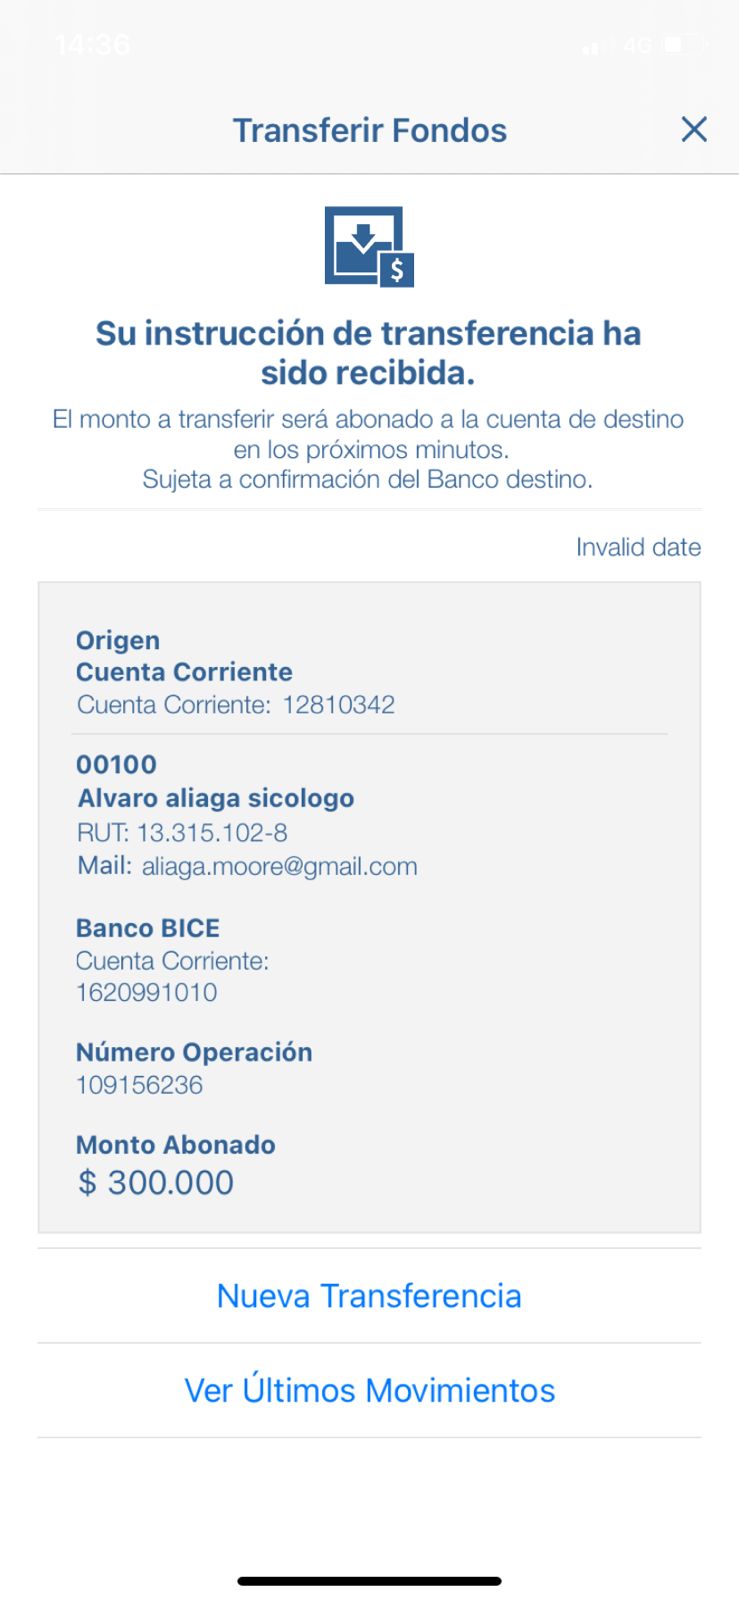 14:36
4G
Transferir Fondos
$
Su instrucción de transferencia ha
sido recibida.
El monto a transferir será abonado a la cuenta de destino
en los próximos minutos.
Sujeta a confirmación del Banco destino.
Invalid date
Origen
Cuenta Corriente
Cuenta Corriente: 12810342
00100
Alvaro aliaga sicologo
RUT: 13.315.102-8
Mail: aliaga.moore@gmail.com
Banco BICE
Cuenta Corriente:
1620991010
Número Operación
109156236
Monto Abonado
$ 300.000
Nueva Transferencia
Ver Últimos Movimientos